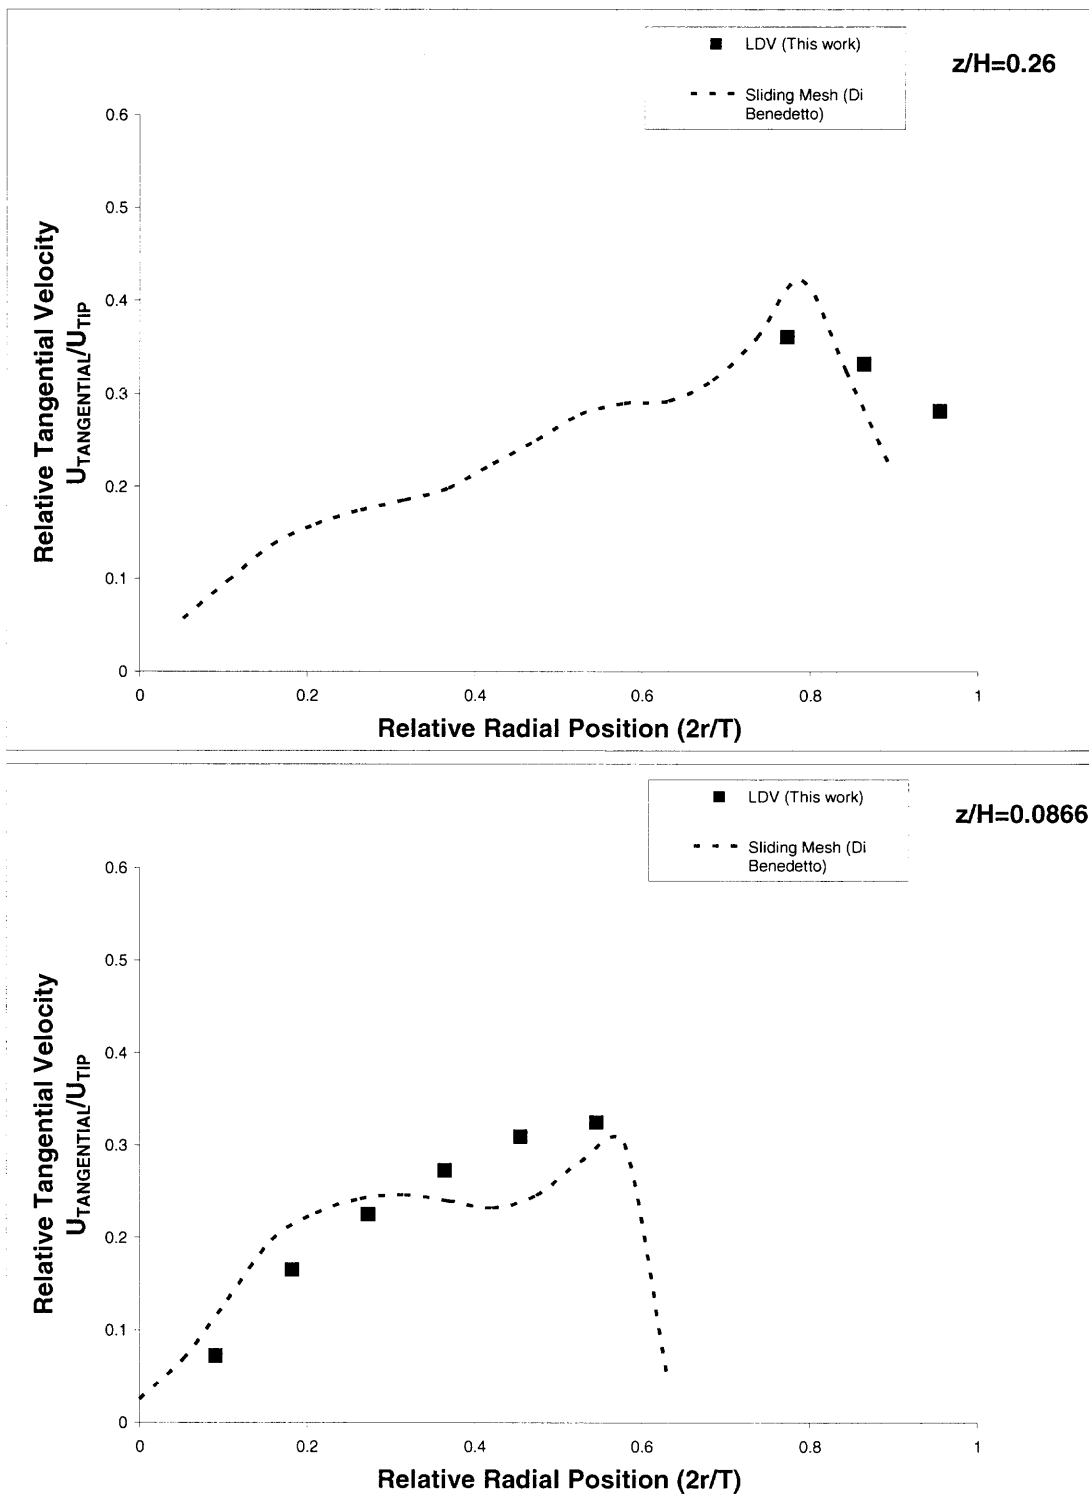 LDV (This work)
z/H=0.26
Sliding Mesh (Di
Benedetto)
0.6
0.5
0.4
0.3
0.2
0.1
0
Relative Tangential Velocity
UTANGENTIAL/UTIP
0
0.2
0.4
0.6
0.8
1
Relative Radial Position (2r/T)
LDV (This work)
z/H=0.0866
Sliding Mesh (Di
Benedetto)
0.6
0.5
0.4
0.3
0.2
0.1
0
Relative Tangential Velocity
UTANGENTIAL/UTIP
0
0.2
0.4
0.6
0.8
1
Relative Radial Position (2r/T)